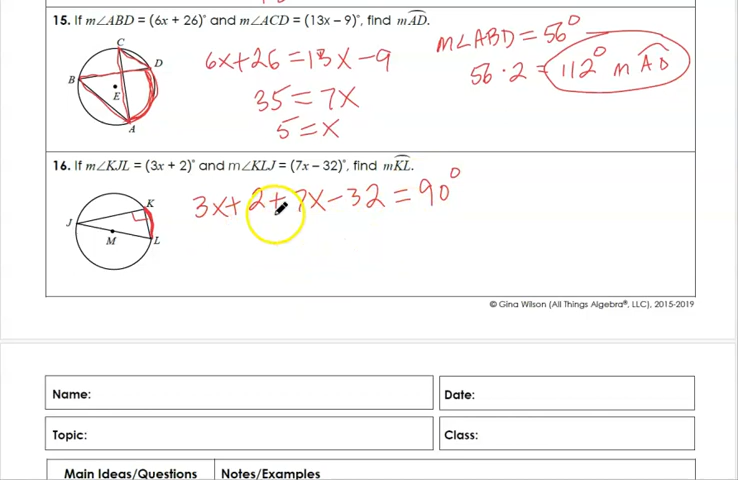 15. If m∠ABD = (6x + 26)° and m∠ACD = (13x – 9)°, find mAD.
C
B
D
E
A
6x+26 = 13x-9
35 = 7x
5 = x
m∠ABD = 56°
56·2 = 112° mAD
16. If m∠KJL = (3x + 2)° and m∠KLJ = (7x – 32)°, find mKL.
K
J
M
L
3x+2+7x-32 = 90°
© Gina Wilson (All Things Algebra®, LLC), 2015-2019
Name:
Date:
Topic:
Class:
Main Ideas/Questions
Notes/Examples